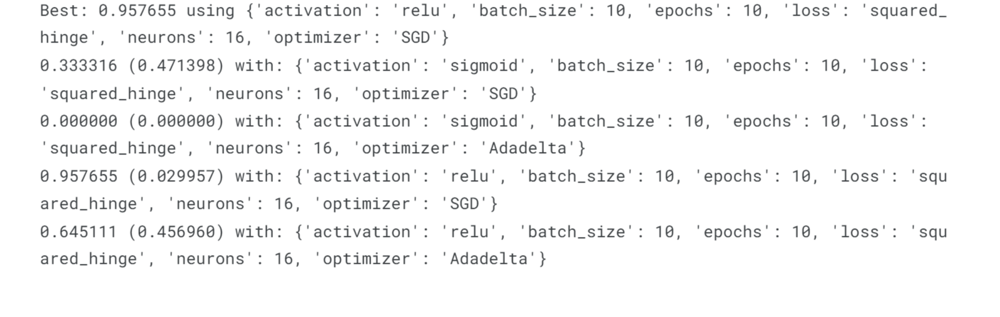 Best: 0.957655 using {'activation': 'relu', 'batch_size': 10, 'epochs': 10, 'loss': 'squared_
hinge', 'neurons': 16, 'optimizer': 'SGD'}
0.333316 (0.471398) with: {'activation': 'sigmoid', 'batch_size': 10, 'epochs': 10, 'loss':
'squared_hinge', 'neurons': 16, 'optimizer': 'SGD'}
0.000000 (0.000000) with: {'activation': 'sigmoid', 'batch_size': 10, 'epochs': 10, 'loss':
'squared_hinge', 'neurons': 16, 'optimizer': 'Adadelta'}
0.957655 (0.029957) with: {'activation': 'relu', 'batch_size': 10, 'epochs': 10, 'loss': 'squ
ared_hinge', 'neurons': 16, 'optimizer': 'SGD'}
0.645111 (0.456960) with: {'activation': 'relu', 'batch_size': 10, 'epochs': 10, 'loss': 'squ
ared_hinge', 'neurons': 16, 'optimizer': 'Adadelta'}